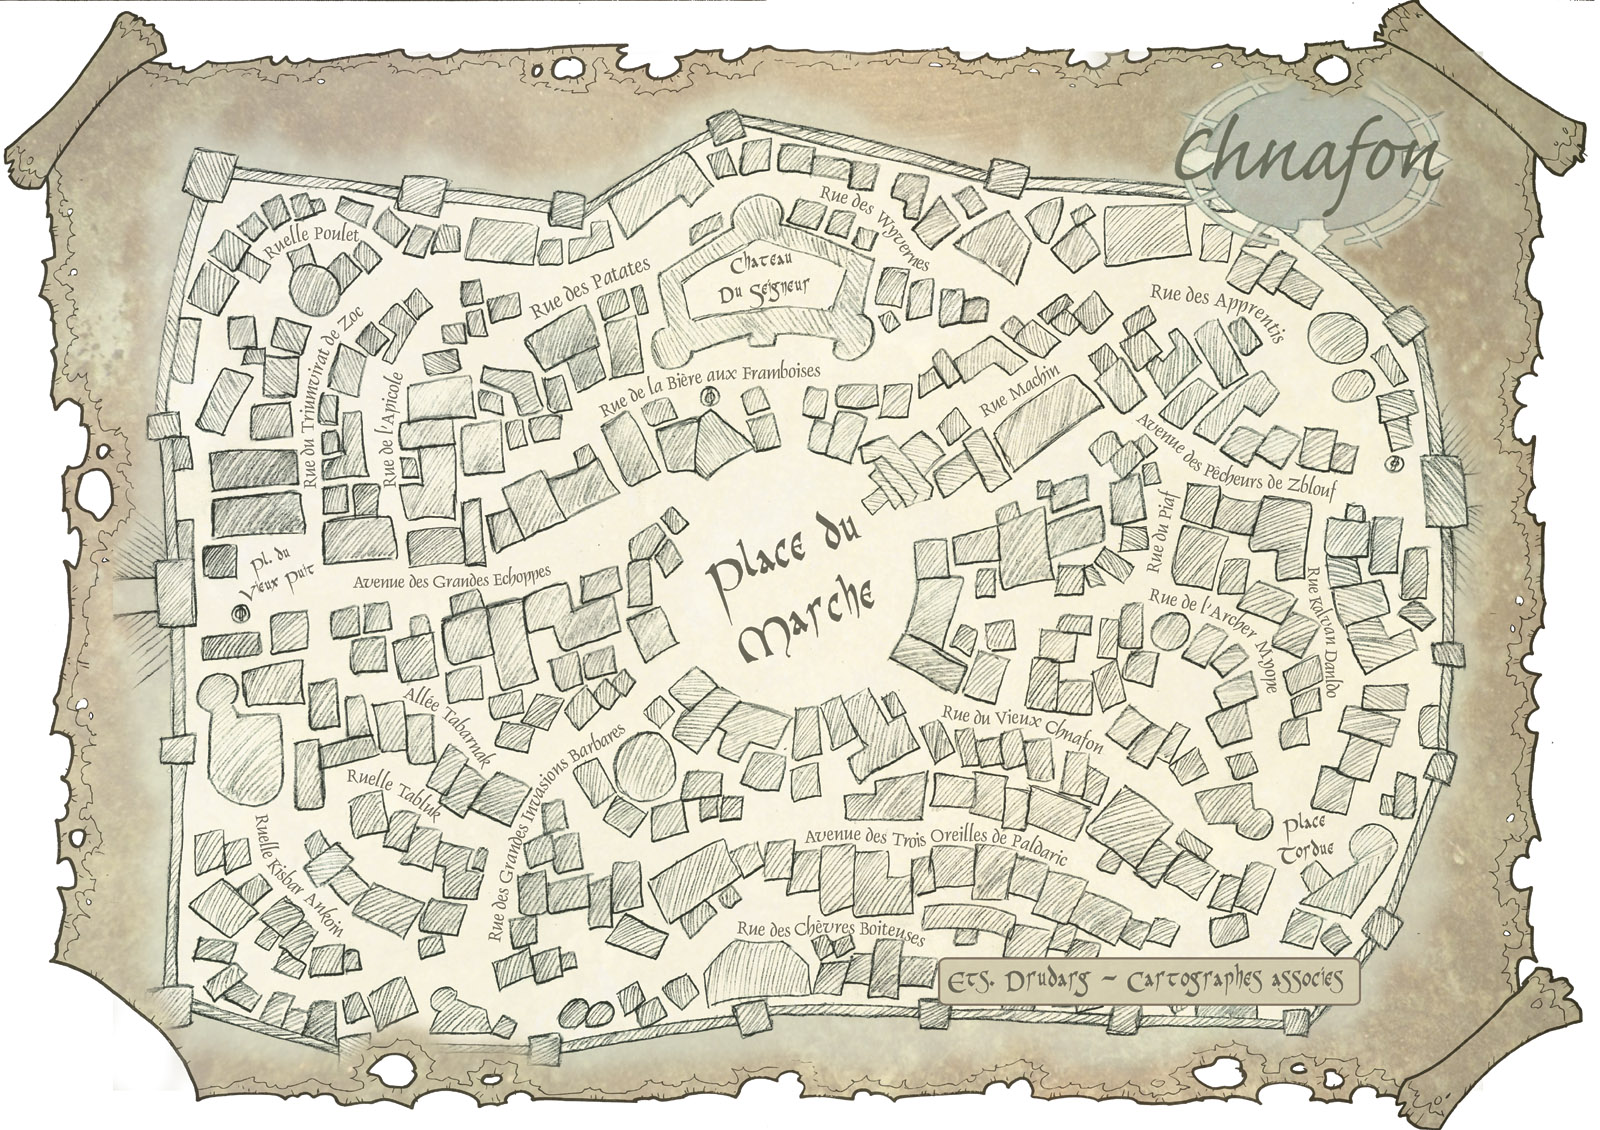 Chnafon
Rue des Wyvernes
Ruelle Poulet
Chateau
Du Seigneur
Rue des Patates
Rue des Apprentis
Rue du Triumvirat de Zoc
Rue de l'Apicole
Rue de la Bière aux Framboises
Rue Machin
Avenue des Pêcheurs de Zblouf
Rue du Piaf
Place du
Marche
Pl. du
Vieux Puit
Avenue des Grandes Echoppes
Rue de l'Archer Myope
Rue Kalvan Danldo
Allée Tabarnak
Rue du Vieux Chnafon
Rue des Grandes Invasions Barbares
Ruelle Tabluk
Ruelle Kisbar Ankoin
Avenue des Trois Oreilles de Paldaric
Place
Tordue
Rue des Chèvres Boiteuses
Ets. Drudarg ~ Cartographes associes